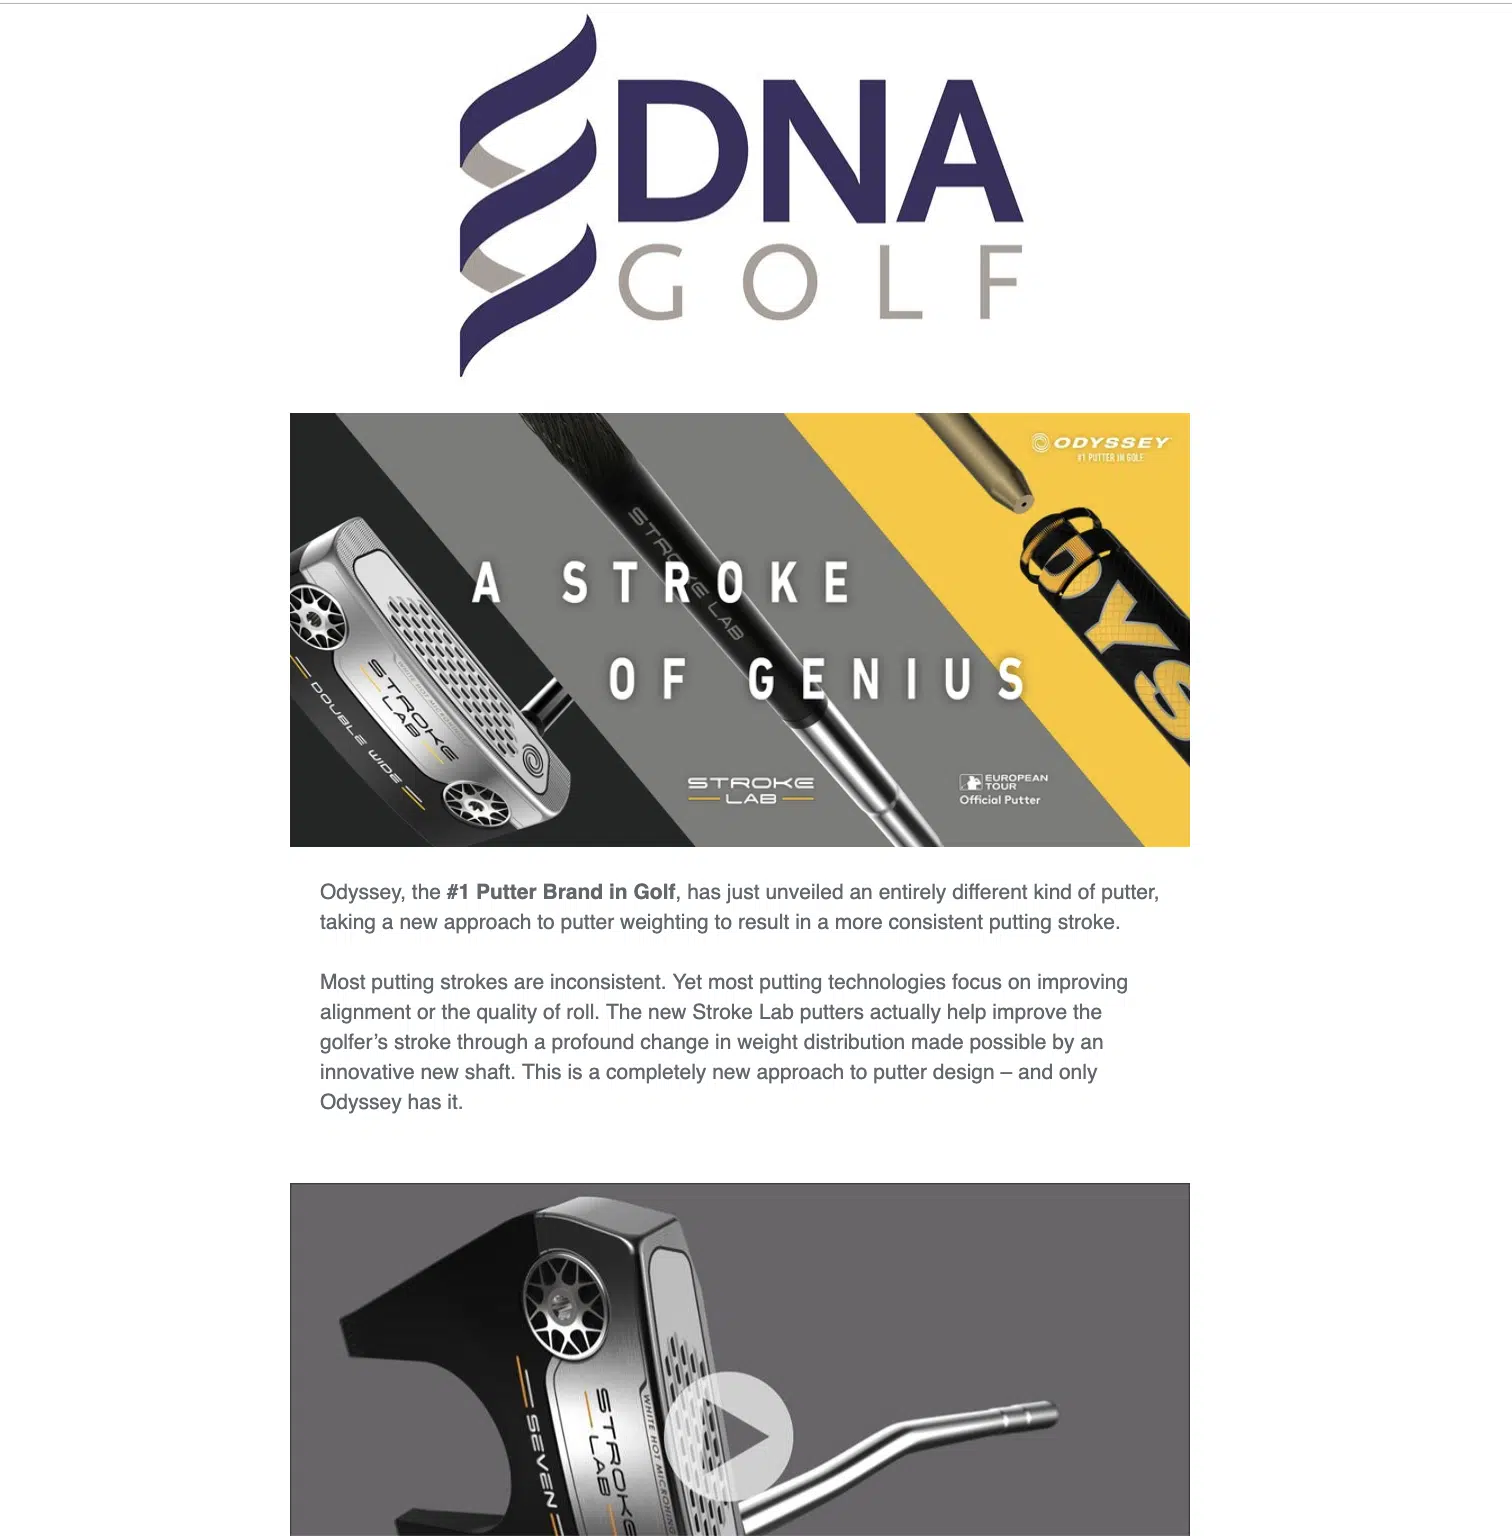 DNA
GOLF
ODYSSEY
#1 PUTTER IN GOLF
STROKE LAB
A STROKE
OF GENIUS
WHITE HOT MICROHINGE
STROKE
LAB
DOUBLE WIDE
ODYS
STROKE
LAB
EUROPEAN
TOUR
Official Putter
Odyssey, the #1 Putter Brand in Golf, has just unveiled an entirely different kind of putter,
taking a new approach to putter weighting to result in a more consistent putting stroke.
Most putting strokes are inconsistent. Yet most putting technologies focus on improving
alignment or the quality of roll. The new Stroke Lab putters actually help improve the
golfer’s stroke through a profound change in weight distribution made possible by an
innovative new shaft. This is a completely new approach to putter design – and only
Odyssey has it.
WHITE HOT MICROHING
STROKE
LAB
SEVEN